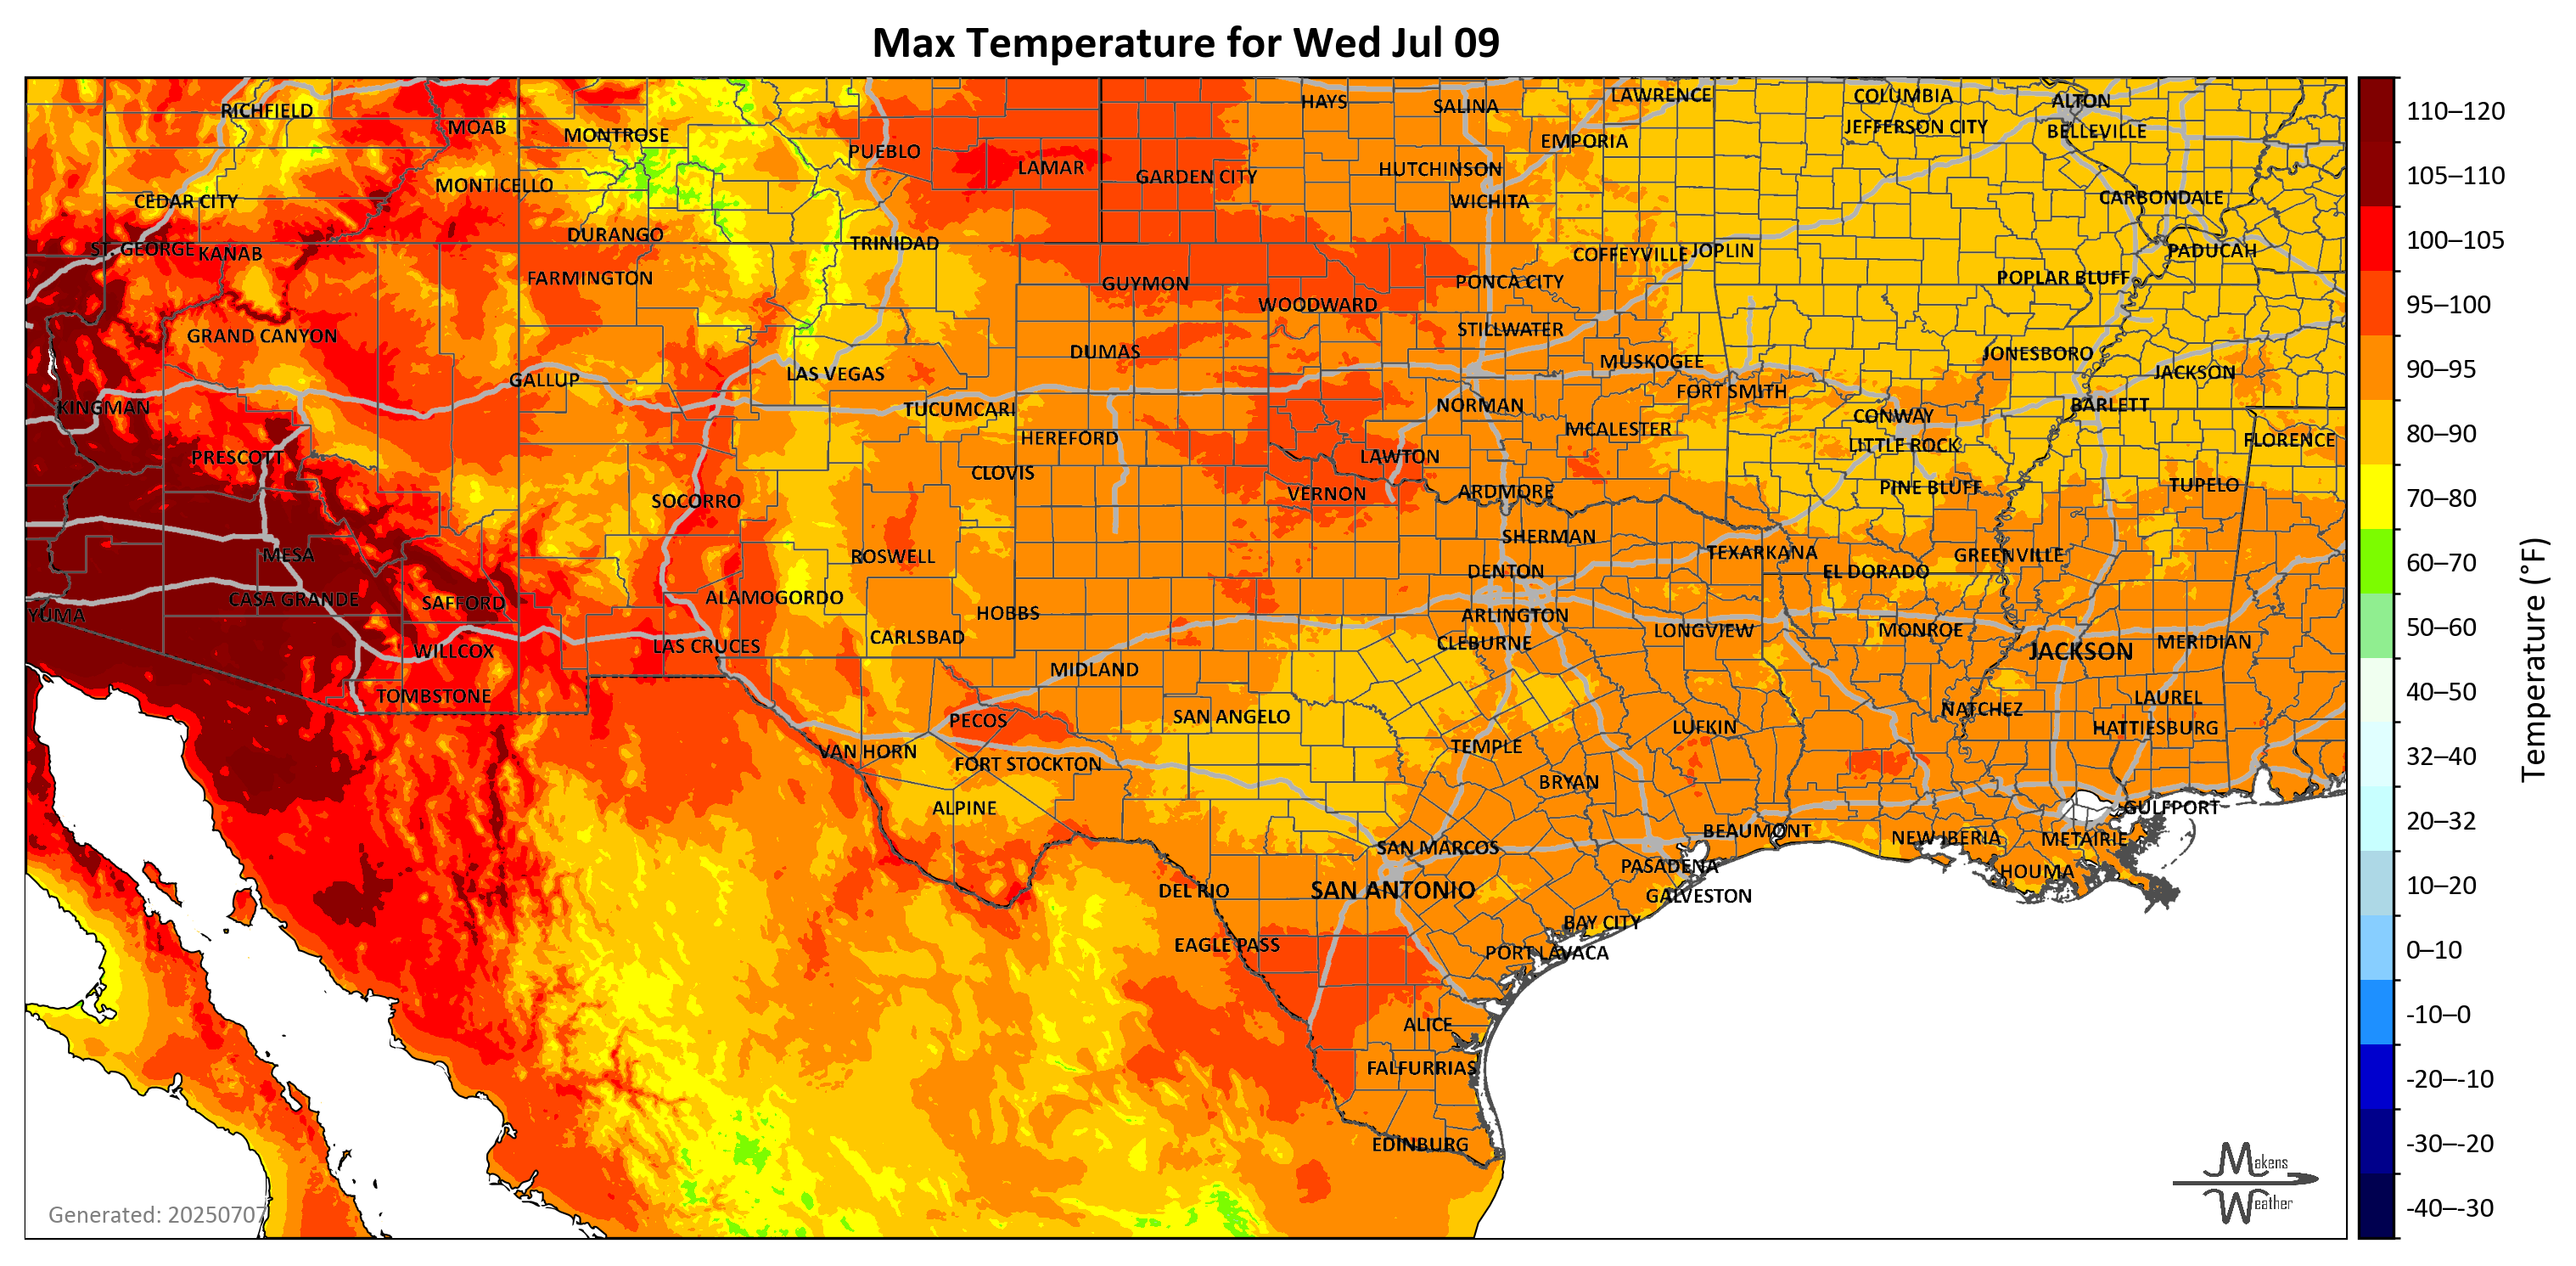 Max Temperature for Wed Jul 09
RICHFIELD
MOAB
MONTROSE
PUEBLO
LAMAR
GARDEN CITY
HAYS
SALINA
LAWRENCE
EMPORIA
HUTCHINSON
WICHITA
COLUMBIA
JEFFERSON CITY
ALTON
BELLEVILLE
CARBONDALE
MONTICELLO
CEDAR CITY
ST. GEORGE
KANAB
DURANGO
TRINIDAD
FARMINGTON
GUYMON
WOODWARD
PONCA CITY
COFFEYVILLE
JOPLIN
POPLAR BLUFF
PADUCAH
GRAND CANYON
STILLWATER
DUMAS
MUSKOGEE
JONESBORO
JACKSON
GALLUP
LAS VEGAS
FORT SMITH
KINGMAN
TUCUMCARI
NORMAN
CONWAY
BARLETT
HEREFORD
MCALESTER
LITTLE ROCK
FLORENCE
PRESCOTT
CLOVIS
LAWTON
SOCORRO
VERNON
ARDMORE
PINE BLUFF
TUPELO
SHERMAN
MESA
ROSWELL
TEXARKANA
GREENVILLE
DENTON
EL DORADO
CASA GRANDE
SAFFORD
ALAMOGORDO
YUMA
HOBBS
ARLINGTON
CARLSBAD
CLEBURNE
LONGVIEW
MONROE
WILLCOX
LAS CRUCES
JACKSON
MERIDIAN
MIDLAND
TOMBSTONE
PECOS
SAN ANGELO
NATCHEZ
LAUREL
LUFKIN
HATTIESBURG
VAN HORN
TEMPLE
FORT STOCKTON
BRYAN
ALPINE
GULFPORT
BEAUMONT
NEW IBERIA
METAIRIE
SAN MARCOS
PASADENA
HOUMA
DEL RIO
SAN ANTONIO
GALVESTON
BAY CITY
EAGLE PASS
PORT LAVACA
ALICE
FALFURRIAS
EDINBURG
Generated: 20250707
Makens
Weather
110–120
105–110
100–105
95–100
90–95
80–90
70–80
60–70
50–60
40–50
32–40
20–32
10–20
0–10
-10–0
-20–-10
-30–-20
-40–-30
Temperature (°F)